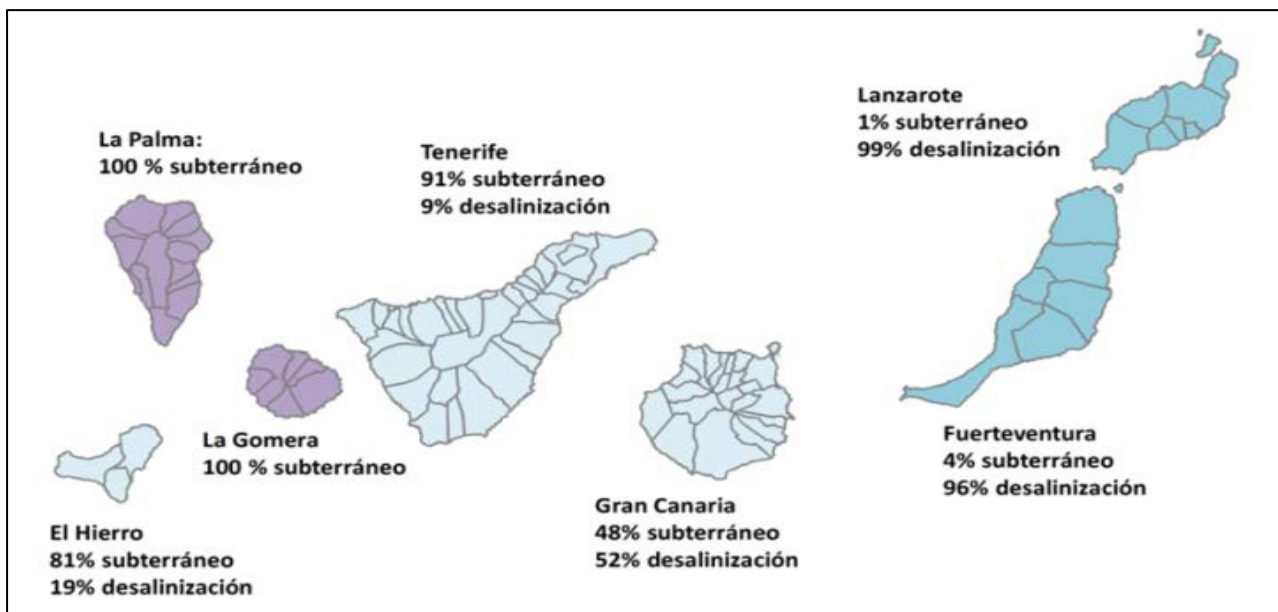 La Palma:
100 % subterráneo
Tenerife
91% subterráneo
9% desalinización
Lanzarote
1% subterráneo
99% desalinización
La Gomera
100 % subterráneo
El Hierro
81% subterráneo
19% desalinización
Gran Canaria
48% subterráneo
52% desalinización
Fuerteventura
4% subterráneo
96% desalinización